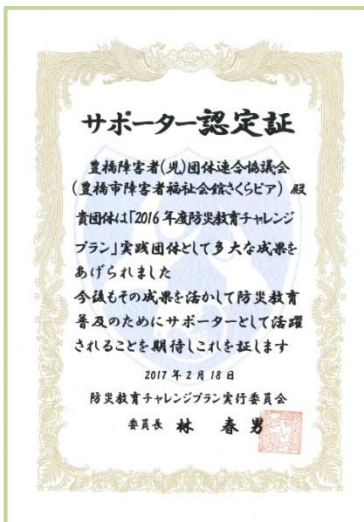 サポーター認定証
豊橋障害者(児)団体連合協議会
(豊橋市障害者福祉会館さくらピア) 殿
貴団体は「2016年度防災教育チャレンジ
プラン」実践団体として多大な成果を
あげられました
今後もその成果を活かして防災教育
普及のためにサポーターとして活躍
されることを期待しこれを証します
2017年2月18日
防災教育チャレンジプラン実行委員会
委員長 林 春男